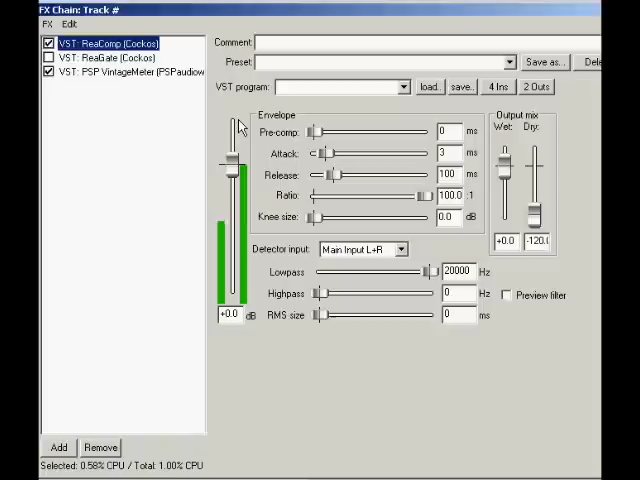 FX Chain: Track #
FX Edit
VST: ReaComp (Cockos)
VST: ReaGate (Cockos)
VST: PSP VintageMeter (PSPaudiow
Add Remove
Selected: 0.58% CPU / Total: 1.00% CPU
Comment
Preset: Save as... Dele
VST program: load.. save.. 4 Ins 2 Outs
Envelope
Pre-comp: 0 ms
Attack: 3 ms
Release: 100 ms
Ratio: 100.0 :1
Knee size: 0.0 dB
Output mix
Wet: Dry:
+0.0 -120.0
Detector input: Main Input L+R
Lowpass 20000 Hz
Highpass 0 Hz Preview filter
RMS size 0 ms
+0.0 dB